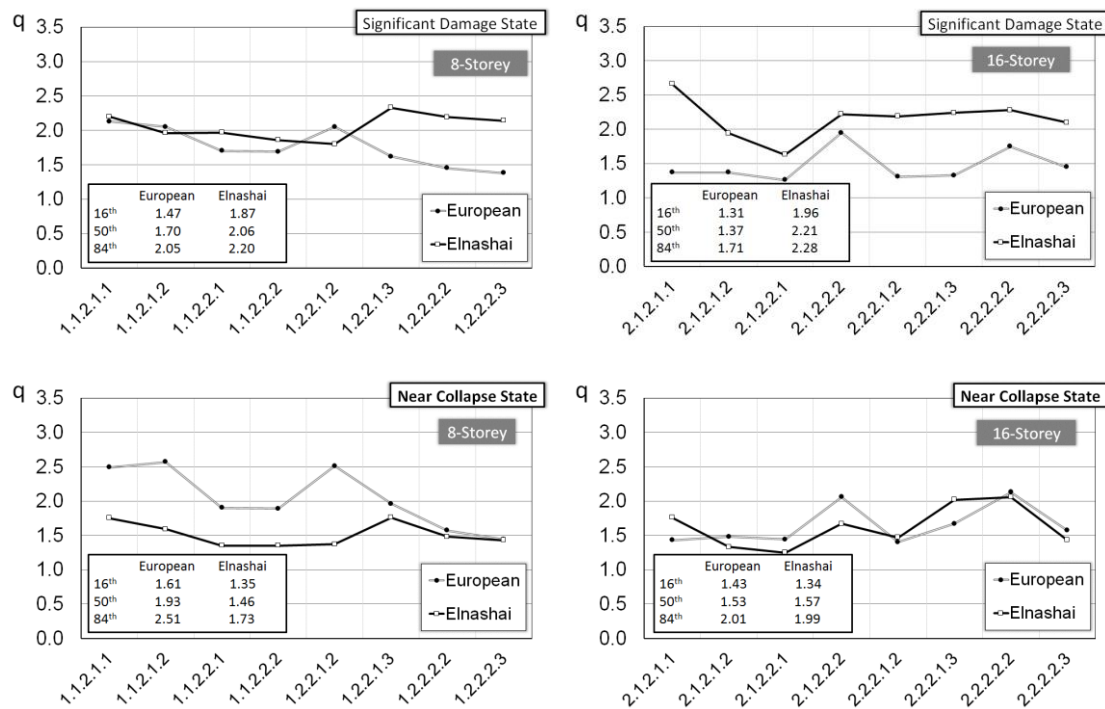 q
3.5
Significant Damage State
3.0
8-Storey
2.5
2.0
1.5
European Elnashai
16th 1.47 1.87
50th 1.70 2.06
84th 2.05 2.20
1.0
0.5
0.0
European
Elnashai
1.1.2.1.1 1.1.2.1.2 1.1.2.2.1 1.1.2.2.2 1.2.2.1.2 1.2.2.1.3 1.2.2.2.2 1.2.2.2.3
q
3.5
Significant Damage State
3.0
16-Storey
2.5
2.0
1.5
European Elnashai
16th 1.31 1.96
50th 1.37 2.21
84th 1.71 2.28
1.0
0.5
0.0
European
Elnashai
2.1.2.1.1 2.1.2.1.2 2.1.2.2.1 2.1.2.2.2 2.2.2.1.2 2.2.2.1.3 2.2.2.2.2 2.2.2.2.3
q
3.5
Near Collapse State
3.0
8-Storey
2.5
2.0
1.5
European Elnashai
16th 1.61 1.35
50th 1.93 1.46
84th 2.51 1.73
1.0
0.5
0.0
European
Elnashai
1.1.2.1.1 1.1.2.1.2 1.1.2.2.1 1.1.2.2.2 1.2.2.1.2 1.2.2.1.3 1.2.2.2.2 1.2.2.2.3
q
3.5
Near Collapse State
3.0
16-Storey
2.5
2.0
1.5
European Elnashai
16th 1.43 1.34
50th 1.53 1.57
84th 2.01 1.99
1.0
0.5
0.0
European
Elnashai
2.1.2.1.1 2.1.2.1.2 2.1.2.2.1 2.1.2.2.2 2.2.2.1.2 2.2.2.1.3 2.2.2.2.2 2.2.2.2.3